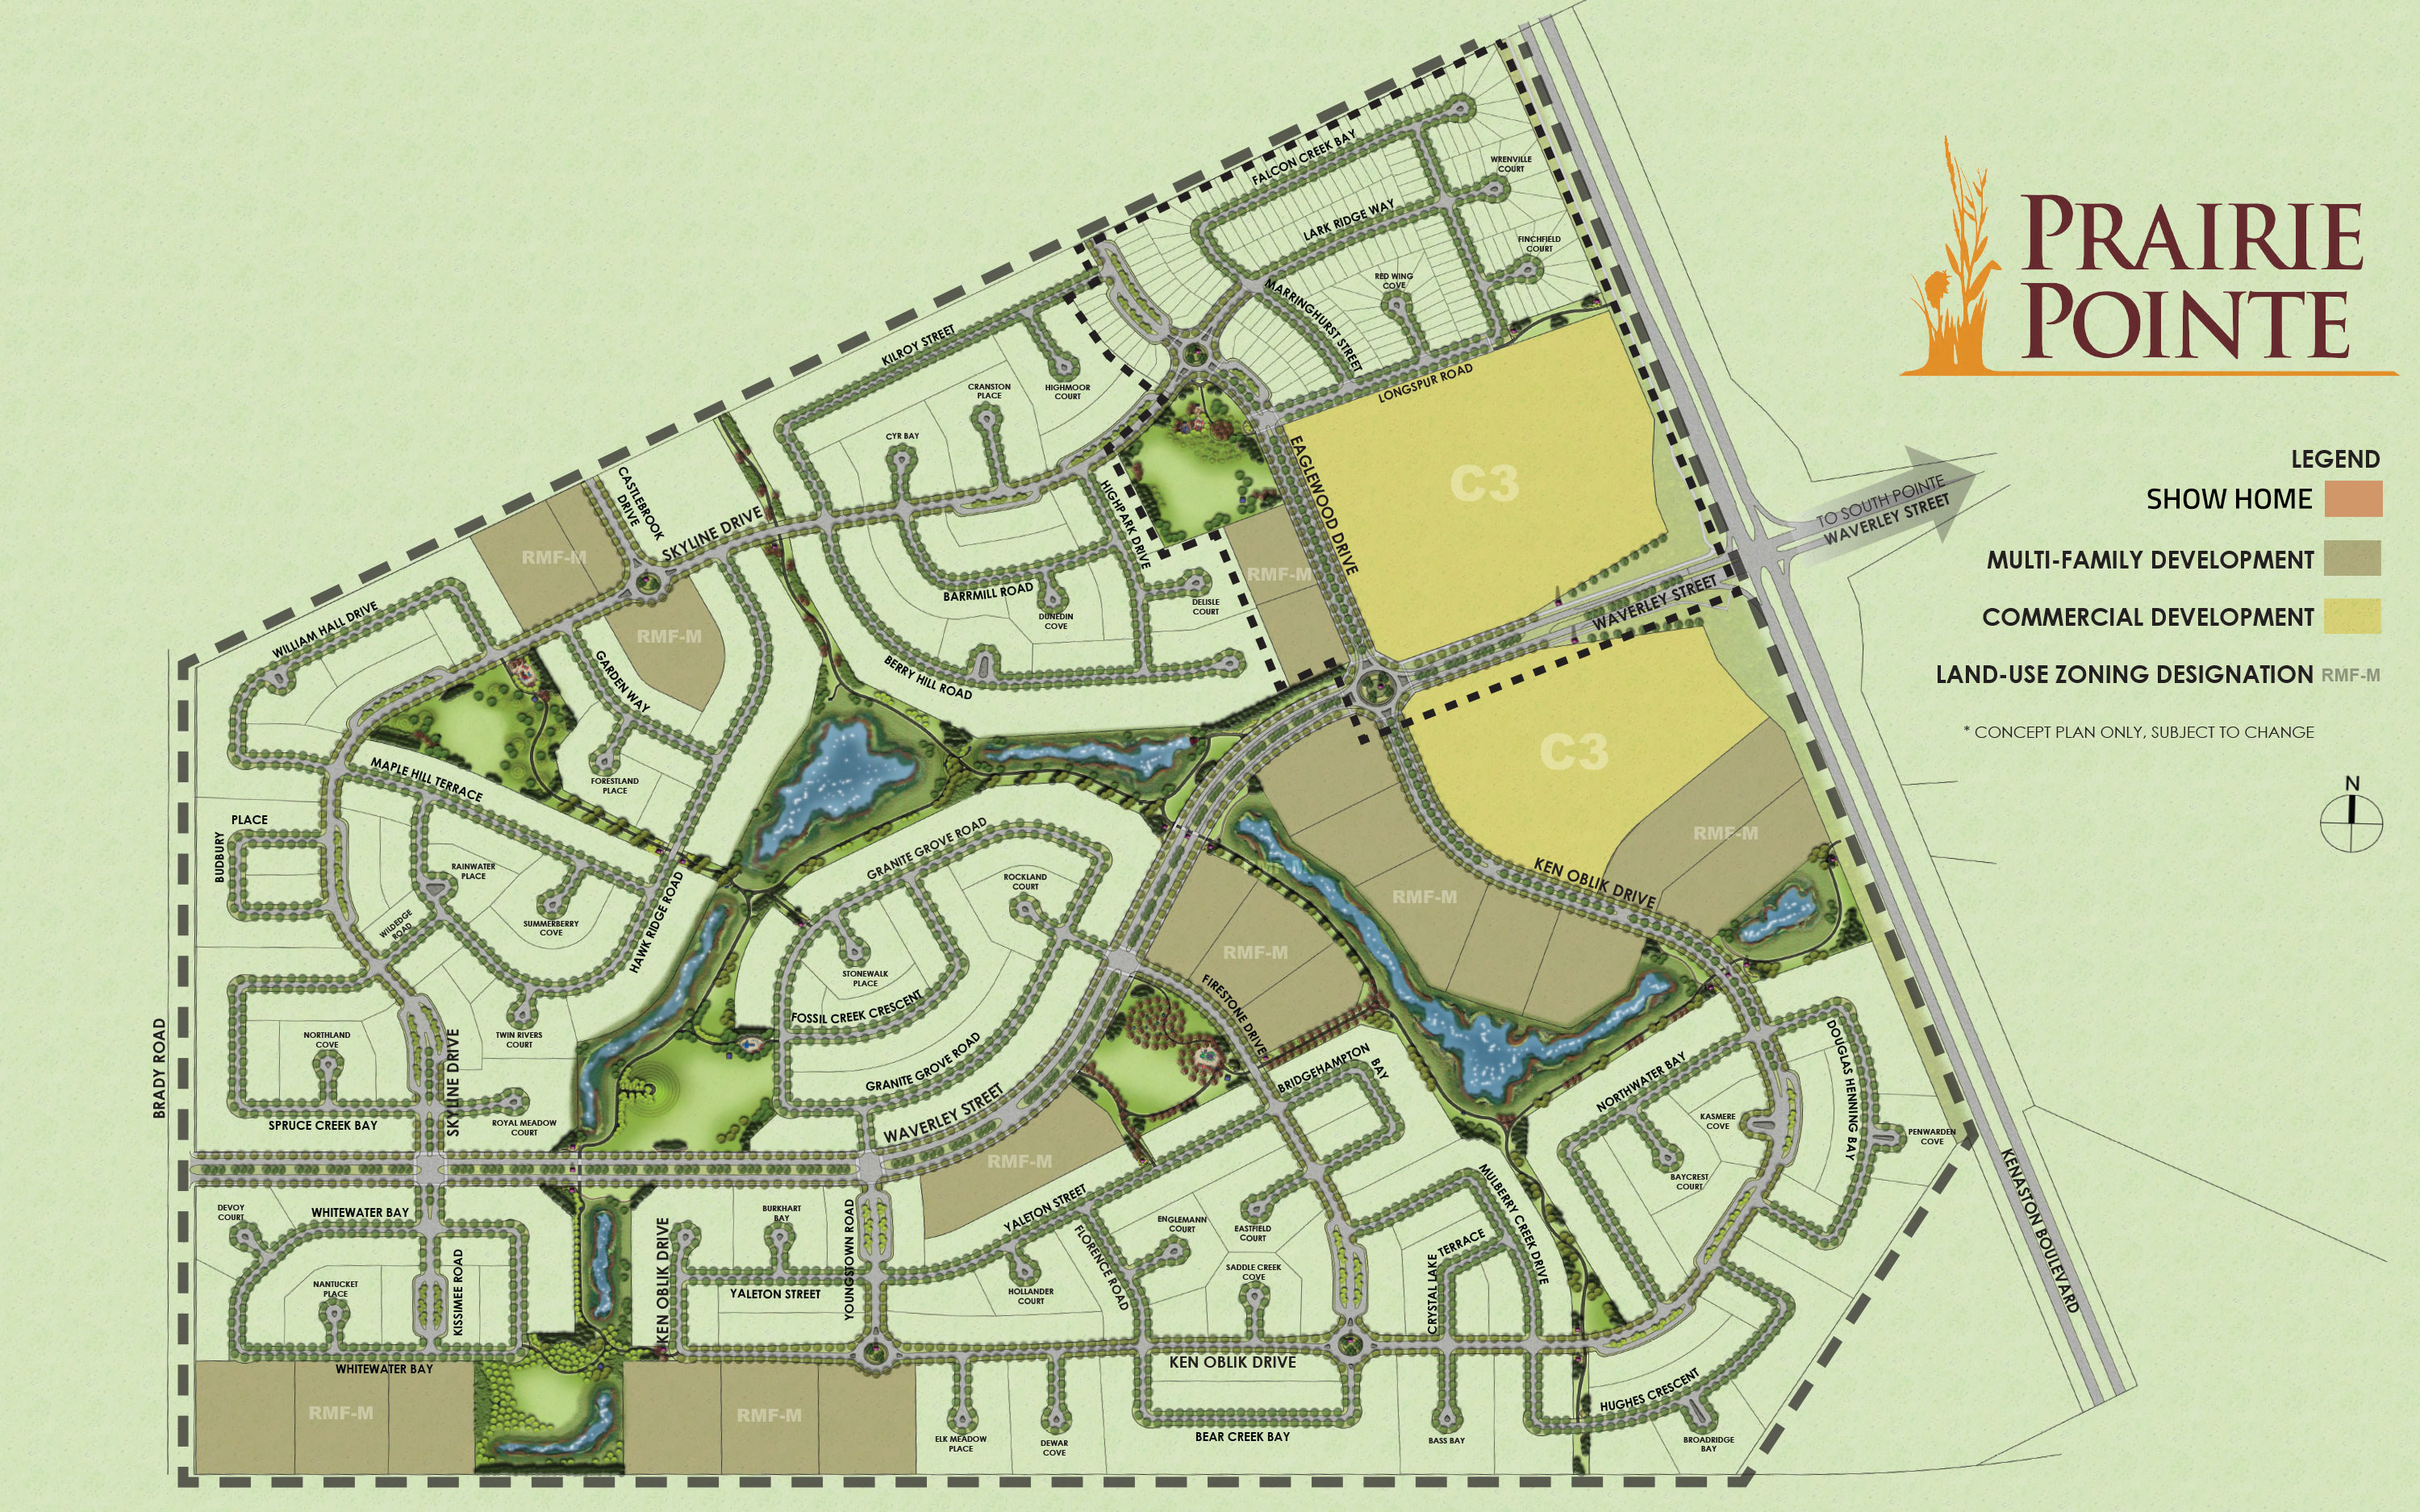 PRAIRIE
POINTE
LEGEND
SHOW HOME
MULTI-FAMILY DEVELOPMENT
COMMERCIAL DEVELOPMENT
LAND-USE ZONING DESIGNATION RMF-M
* CONCEPT PLAN ONLY, SUBJECT TO CHANGE
N
TO SOUTH POINTE
WAVERLEY STREET
FALCON CREEK BAY
WRENVILLE
COURT
LARK RIDGE WAY
FINCHFIELD
COURT
RED WING
COVE
MARRINGHURST STREET
LONGSPUR ROAD
KILROY STREET
HIGHMOOR
COURT
CRANSTON
PLACE
CYR BAY
EAGLEWOOD DRIVE
C3
CASTLEBROOK
DRIVE
SKYLINE DRIVE
HIGHPARK DRIVE
RMF-M
RMF-M
RMF-M
BARRMILL ROAD
DUNEDIN
COVE
DELISLE
COURT
WAVERLEY STREET
WILLIAM HALL DRIVE
GARDEN WAY
BERRY HILL ROAD
C3
MAPLE HILL TERRACE
FORESTLAND
PLACE
BUDBURY
PLACE
RAINWATER
PLACE
GRANITE GROVE ROAD
RMF-M
KEN OBLIK DRIVE
ROCKLAND
COURT
RMF-M
WILDEDGE
ROAD
SUMMERBERRY
COVE
HAWK RIDGE ROAD
STONEWALK
PLACE
RMF-M
FOSSIL CREEK CRESCENT
FIRESTONE DRIVE
NORTHLAND
COVE
TWIN RIVERS
COURT
BRADY ROAD
SKYLINE DRIVE
GRANITE GROVE ROAD
BRIDGEHAMPTON
BAY
NORTHWATER BAY
DOUGLAS HENNING BAY
KASMERE
COVE
PENWARDEN
COVE
SPRUCE CREEK BAY
ROYAL MEADOW
COURT
WAVERLEY STREET
RMF-M
BAYCREST
COURT
KENASTON BOULEVARD
DEVOY
COURT
WHITEWATER BAY
BURKHART
BAY
YALETON STREET
ENGLEMANN
COURT
EASTFIELD
COURT
MULBERRY CREEK DRIVE
NANTUCKET
PLACE
KISSIMEE ROAD
KEN OBLIK DRIVE
YALETON STREET
YOUNGSTOWN ROAD
HOLLANDER
COURT
FLORENCE ROAD
SADDLE CREEK
COVE
CRYSTAL LAKE
TERRACE
WHITEWATER BAY
KEN OBLIK DRIVE
HUGHES CRESCENT
RMF-M
RMF-M
ELK MEADOW
PLACE
DEWAR
COVE
BEAR CREEK BAY
BASS BAY
BROADRIDGE
BAY